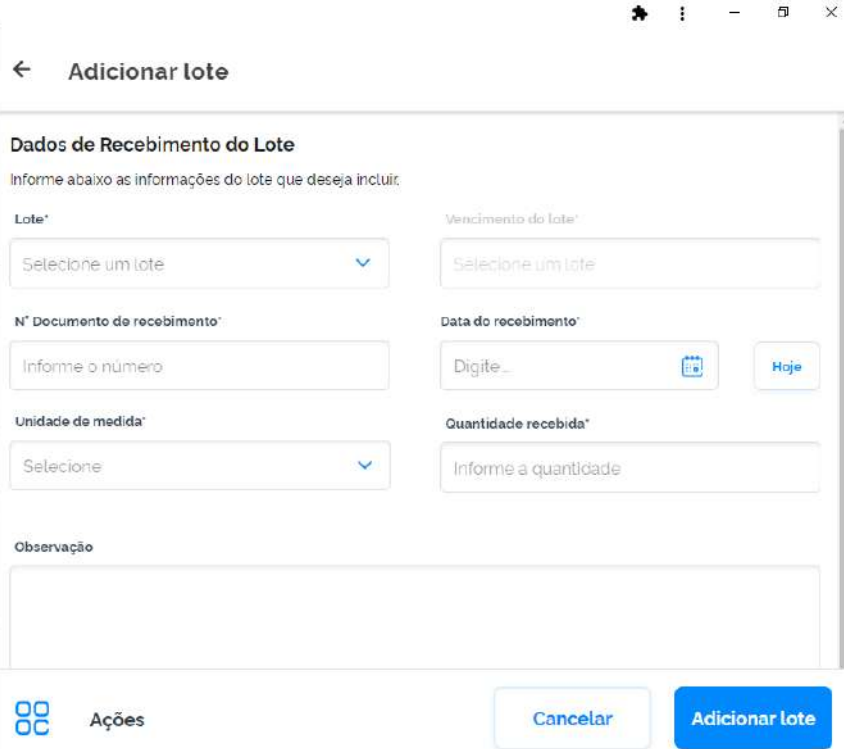 Adicionar lote
Dados de Recebimento do Lote
Informe abaixo as informações do lote que deseja incluir.
Lote* Vencimento do lote*
Selecione um lote Selecione um lote
N° Documento de recebimento* Data do recebimento*
Informe o número Digite... Hoje
Unidade de medida* Quantidade recebida*
Selecione Informe a quantidade
Observação
Ações Cancelar Adicionar lote